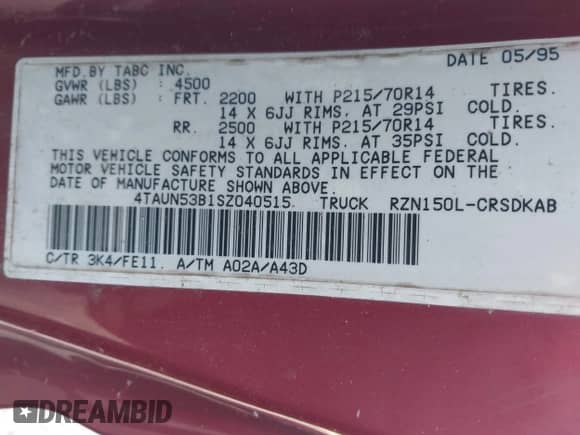 MFD.BY TABC INC. DATE 05/95
GVWR (LBS) : 4500
GAWR (LBS) : FRT. 2200 WITH P215/70R14 TIRES.
14 X 6JJ RIMS. AT 29PSI COLD.
RR. 2500 WITH P215/70R14 TIRES.
14 X 6JJ RIMS. AT 35PSI COLD.
THIS VEHICLE CONFORMS TO ALL APPLICABLE FEDERAL
MOTOR VEHICLE SAFETY STANDARDS IN EFFECT ON THE
DATE OF MANUFACTURE SHOWN ABOVE.
4TAUN53B1SZ040515 TRUCK RZN150L-CRSDKAB
C/TR 3K4/FE11. A/TM A02A/A43D
DREAMBID